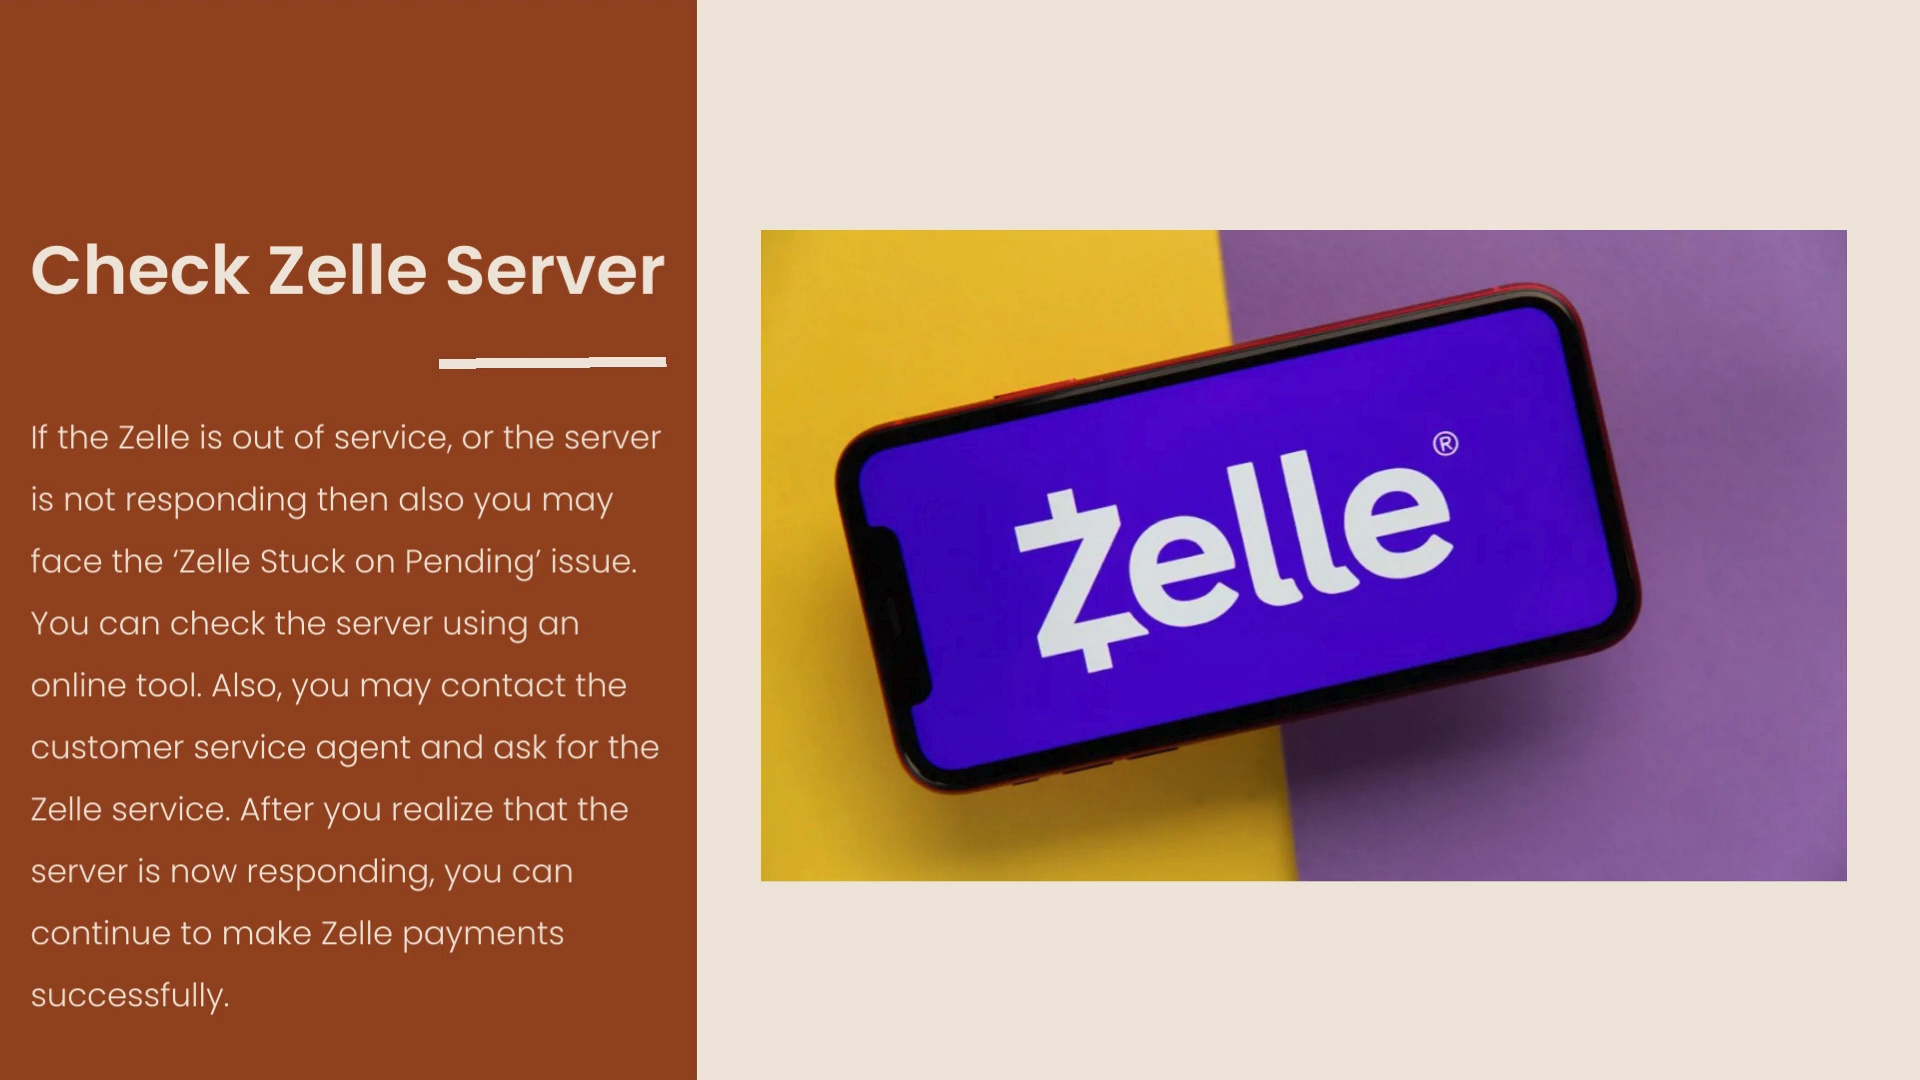 Check Zelle Server
If the Zelle is out of service, or the server
is not responding then also you may
face the ‘Zelle Stuck on Pending’ issue.
You can check the server using an
online tool. Also, you may contact the
customer service agent and ask for the
Zelle service. After you realize that the
server is now responding, you can
continue to make Zelle payments
successfully.
Zelle®